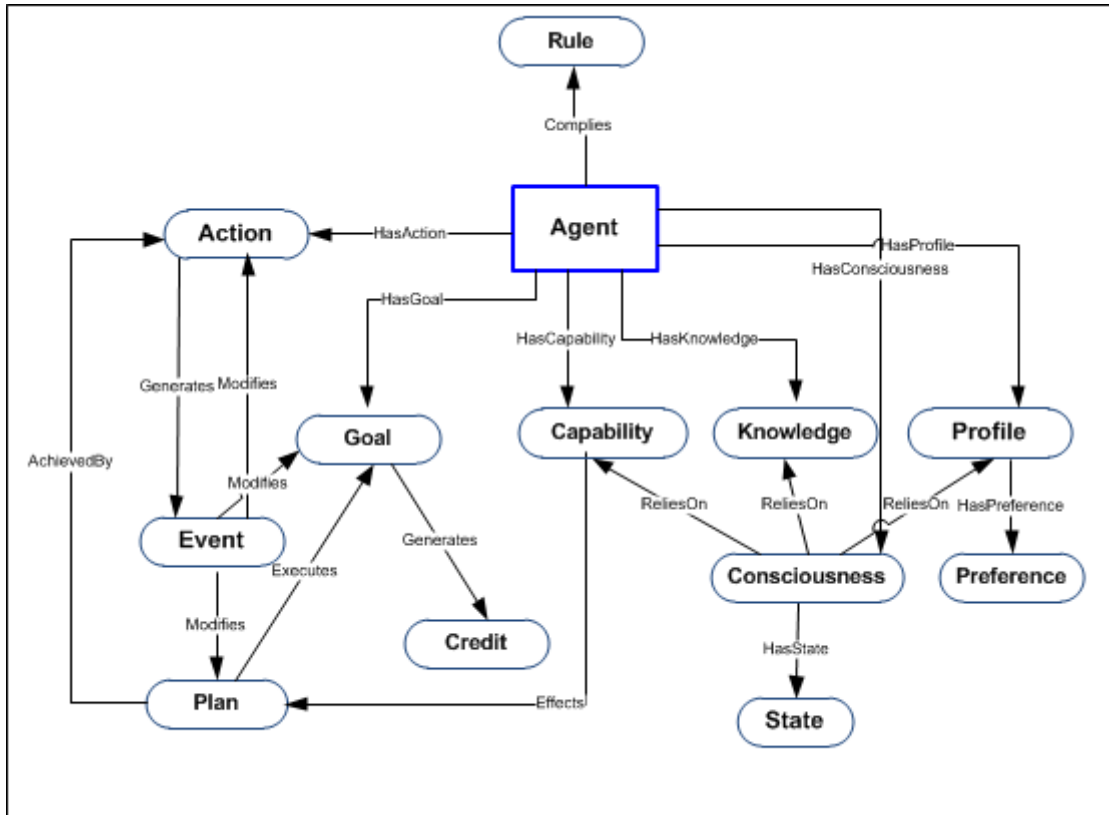 Rule
Complies
Agent
Action
HasAction
HasProfile
HasConsciousness
HasGoal
HasCapability
HasKnowledge
Generates
Modifies
Goal
Capability
Knowledge
Profile
AchievedBy
Modifies
ReliesOn
ReliesOn
ReliesOn
HasPreference
Event
Generates
Executes
Consciousness
Preference
Modifies
Credit
HasState
Plan
Effects
State